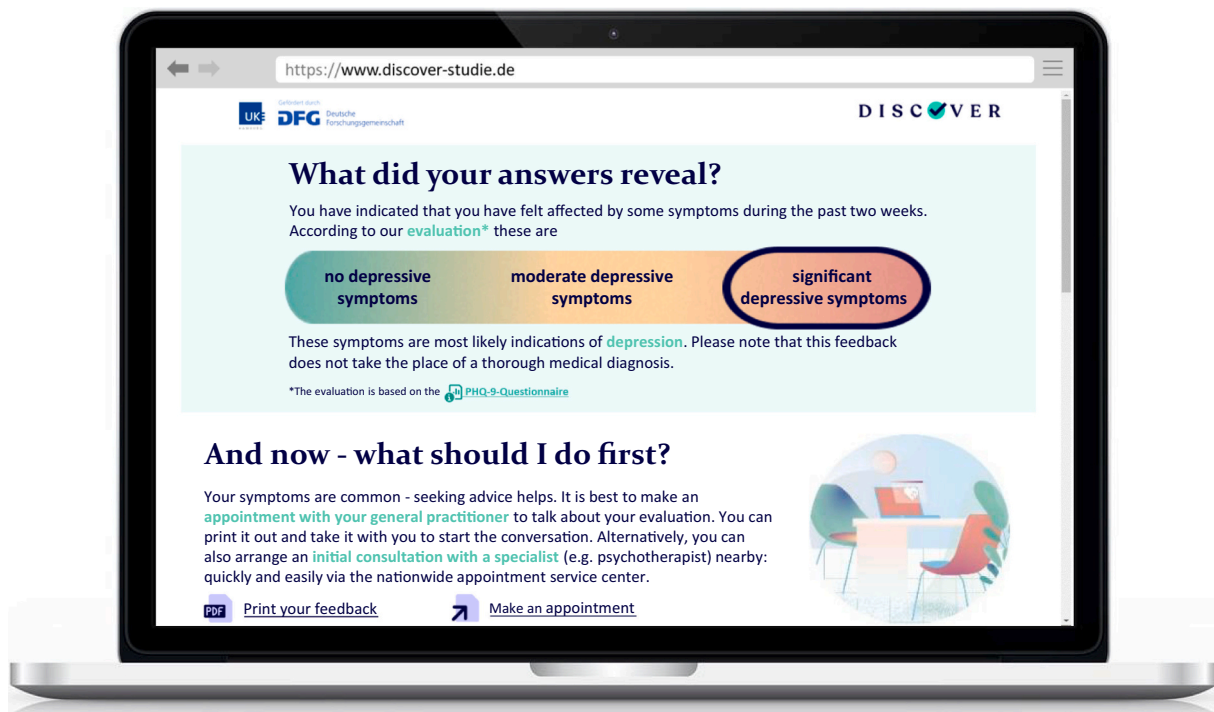 https://www.discover-studie.de
UKE
HAMBURG
Gefördert durch
DFG Deutsche
Forschungsgemeinschaft
DISCOVER
What did your answers reveal?
You have indicated that you have felt affected by some symptoms during the past two weeks.
According to our evaluation* these are
no depressive
symptoms
moderate depressive
symptoms
significant
depressive symptoms
These symptoms are most likely indications of depression. Please note that this feedback
does not take the place of a thorough medical diagnosis.
*The evaluation is based on the PHQ-9-Questionnaire
And now - what should I do first?
Your symptoms are common - seeking advice helps. It is best to make an
appointment with your general practitioner to talk about your evaluation. You can
print it out and take it with you to start the conversation. Alternatively, you can
also arrange an initial consultation with a specialist (e.g. psychotherapist) nearby:
quickly and easily via the nationwide appointment service center.
PDF Print your feedback
Make an appointment